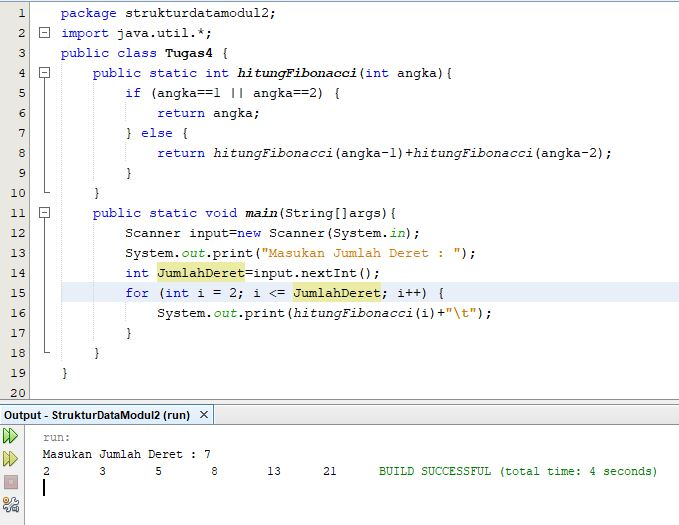 1 package strukturdatamodul2;
2 import java.util.*;
3 public class Tugas4 {
4     public static int hitungFibonacci(int angka){
5         if (angka==1 || angka==2) {
6             return angka;
7         } else {
8             return hitungFibonacci(angka-1)+hitungFibonacci(angka-2);
9         }
10     }
11     public static void main(String[]args){
12         Scanner input=new Scanner(System.in);
13         System.out.print("Masukan Jumlah Deret : ");
14         int JumlahDeret=input.nextInt();
15         for (int i = 2; i <= JumlahDeret; i++) {
16             System.out.print(hitungFibonacci(i)+"\t");
17         }
18     }
19 }
20
Output - StrukturDataModul2 (run) ×
run:
Masukan Jumlah Deret : 7
2 3 5 8 13 21 BUILD SUCCESSFUL (total time: 4 seconds)